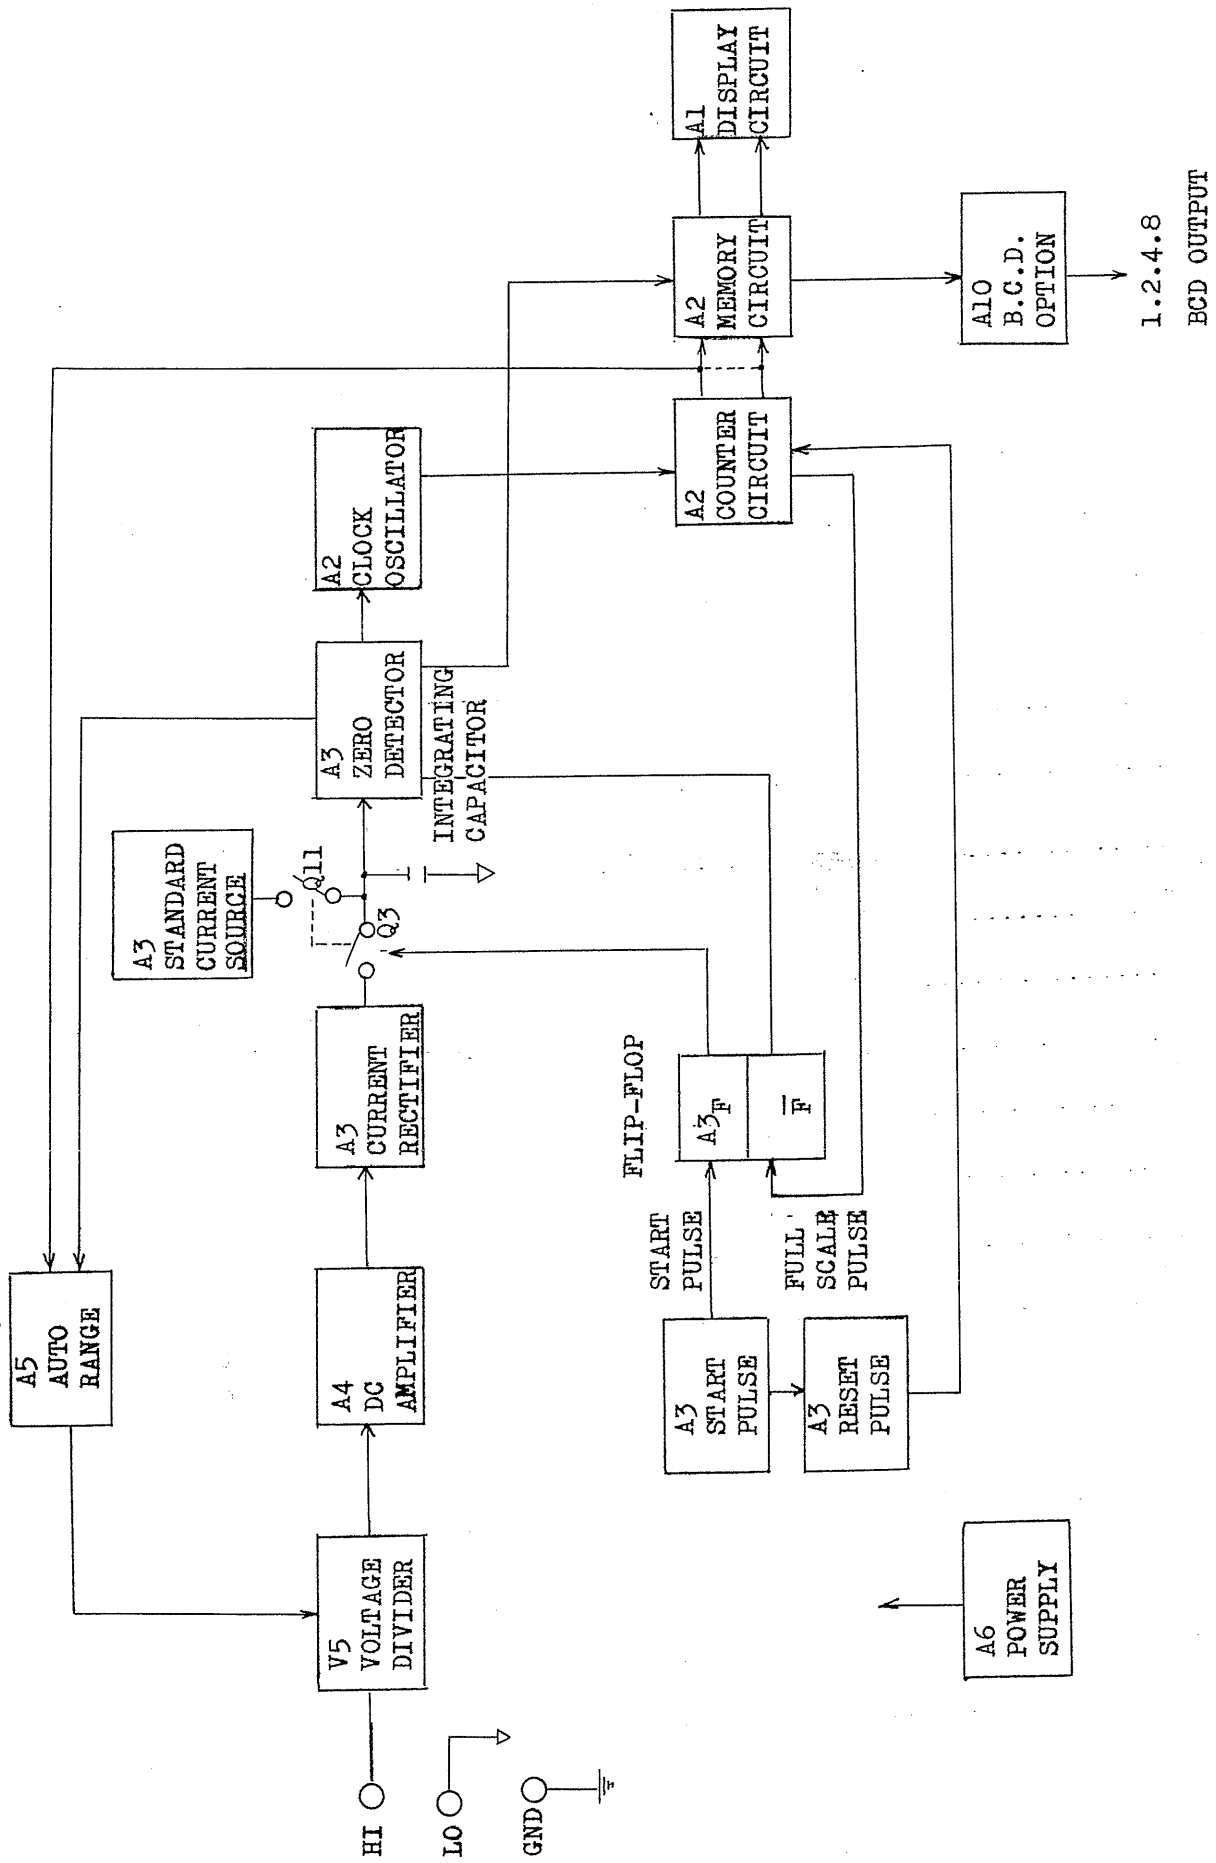 A5
AUTO
RANGE
V5
VOLTAGE
DIVIDER
A4
DC
AMPLIFIER
A3
CURRENT
RECTIFIER
A3
STANDARD
CURRENT
SOURCE
Q11
Q3
A3
ZERO
DETECTOR
INTEGRATING
CAPACITOR
A2
CLOCK
OSCILLATOR
HI
LO
GND
A3
START
PULSE
A3
RESET
PULSE
START
PULSE
FULL
SCALE
PULSE
FLIP-FLOP
A3
F
F̅
A2
COUNTER
CIRCUIT
A2
MEMORY
CIRCUIT
A1
DISPLAY
CIRCUIT
A6
POWER
SUPPLY
A10
B.C.D.
OPTION
1.2.4.8
BCD OUTPUT